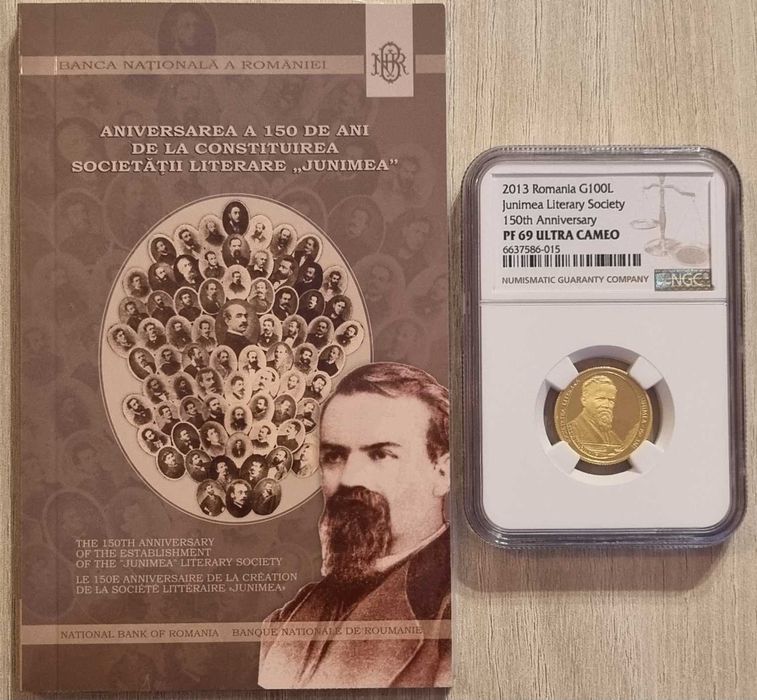 BANCA NAȚIONALĂ A ROMÂNIEI
ANIVERSAREA A 150 DE ANI
DE LA CONSTITUIREA
SOCIETĂȚII LITERARE „JUNIMEA”
THE 150TH ANNIVERSARY
OF THE ESTABLISHMENT
OF THE "JUNIMEA" LITERARY SOCIETY
LE 150E ANNIVERSAIRE DE LA CRÉATION
DE LA SOCIÉTÉ LITTÉRAIRE «JUNIMEA»
NATIONAL BANK OF ROMANIA BANQUE NATIONALE DE ROUMANIE
2013 Romania G100L
Junimea Literary Society
150th Anniversary
PF 69 ULTRA CAMEO
6637586-015
NUMISMATIC GUARANTY COMPANY
NGC